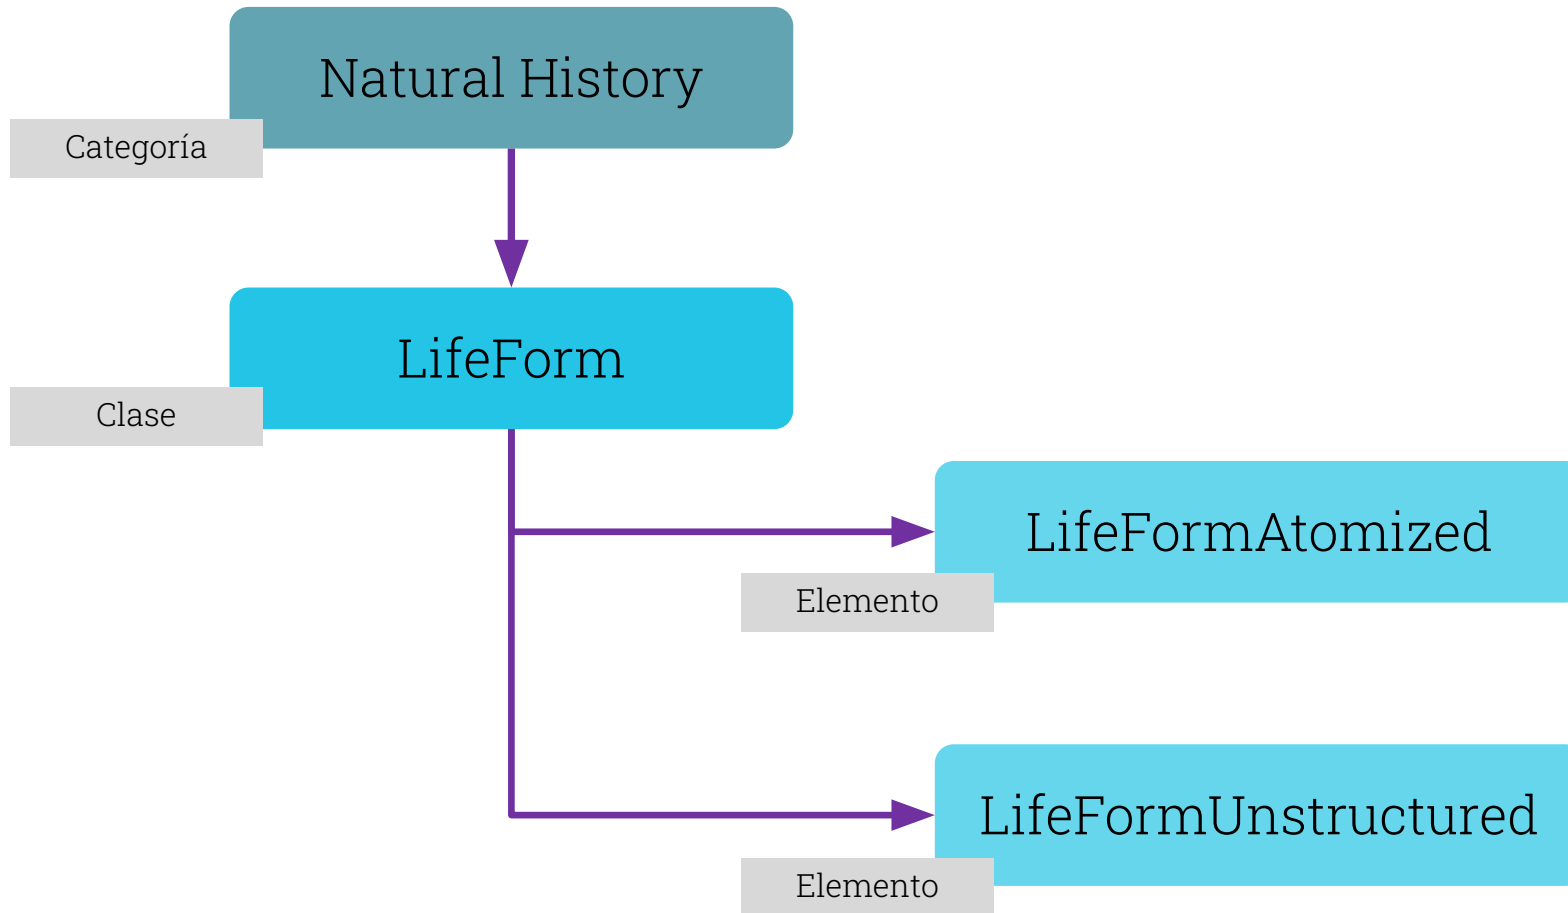 Natural History
Categoría
LifeForm
Clase
LifeFormAtomized
Elemento
LifeFormUnstructured
Elemento